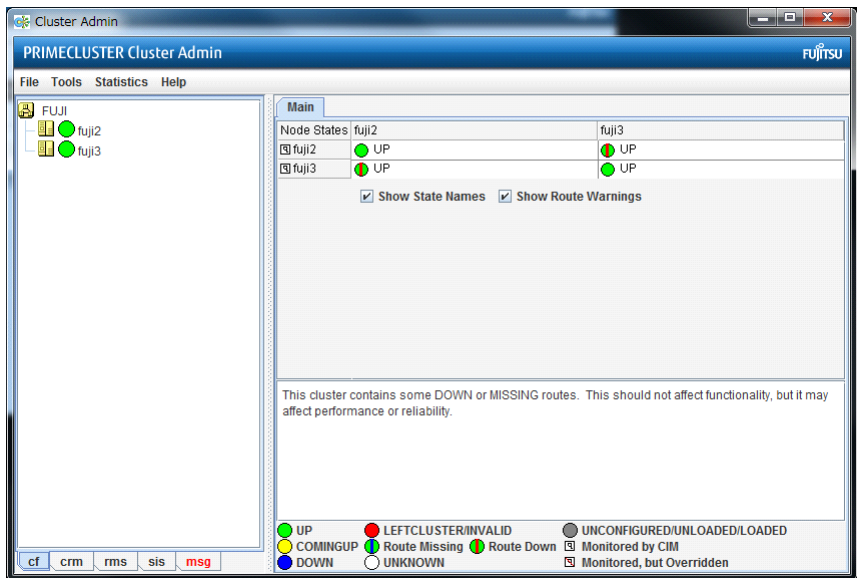 Cluster Admin
PRIMECLUSTER Cluster Admin
FUJITSU
File Tools Statistics Help
FUJI
fuji2
fuji3
Main
Node States fuji2 fuji3
fuji2 UP UP
fuji3 UP UP
Show State Names Show Route Warnings
This cluster contains some DOWN or MISSING routes. This should not affect functionality, but it may
affect performance or reliability.
UP LEFTCLUSTER/INVALID UNCONFIGURED/UNLOADED/LOADED
COMINGUP Route Missing Route Down Monitored by CIM
DOWN UNKNOWN Monitored, but Overridden
cf crm rms sis msg